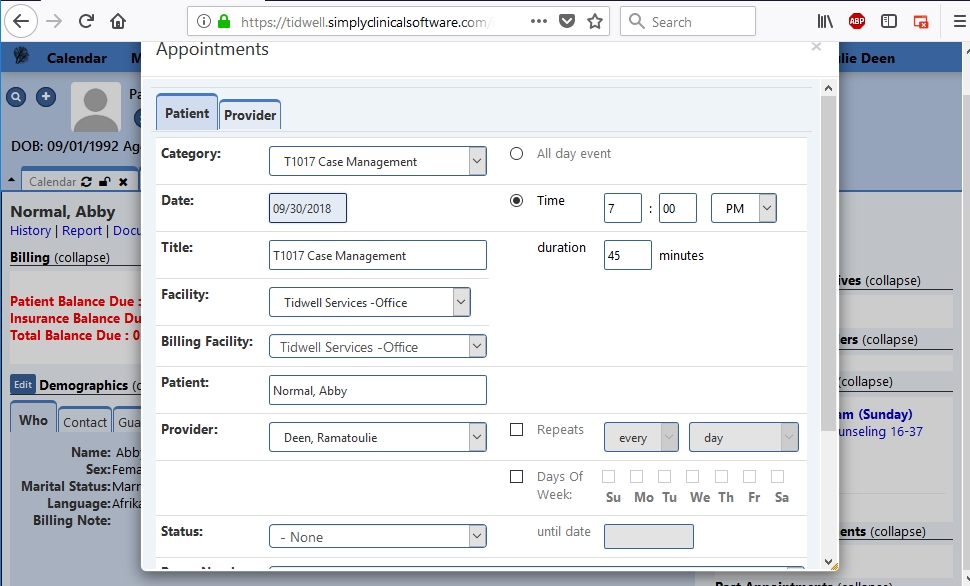 https://tidwell.simplyclinicalsoftware.com/
Search
ABP
Calendar
Appointments
lie Deen
Patient
Provider
DOB: 09/01/1992
Calendar
Category:
T1017 Case Management
All day event
Date:
09/30/2018
Time
7 : 00 PM
Title:
T1017 Case Management
duration
45 minutes
Facility:
Tidwell Services -Office
Billing Facility:
Tidwell Services -Office
Patient:
Normal, Abby
Provider:
Deen, Ramatoulie
Repeats
every
day
Days Of
Week:
Su Mo Tu We Th Fr Sa
Status:
- None
until date
Normal, Abby
History | Report | Docu
Billing (collapse)
Patient Balance Due :
Insurance Balance Du
Total Balance Due : 0
Edit Demographics
Who
Contact
Gua
Name: Abb
Sex:Fema
Marital Status:Marr
Language:Afrika
Billing Note:
ives (collapse)
ers (collapse)
collapse)
am (Sunday)
unseling 16-37
ents (collapse)